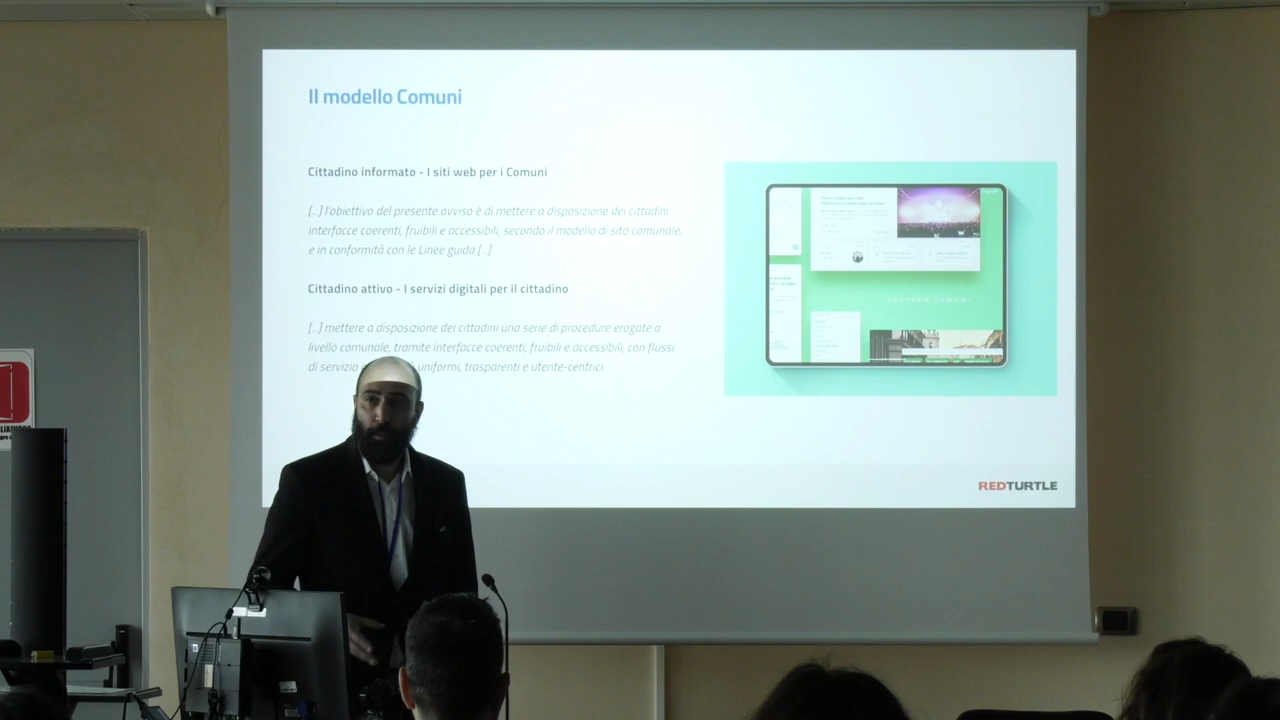 Il modello Comuni
Cittadino informato - I siti web per i Comuni
[...] l'obiettivo del presente avviso è di mettere a disposizione dei cittadini
interfacce coerenti, fruibili e accessibili, secondo il modello di sito comunale,
e in conformità con le Linee guida [...]
Cittadino attivo - I servizi digitali per il cittadino
[...] mettere a disposizione dei cittadini una serie di procedure erogate a
livello comunale, tramite interfacce coerenti, fruibili e accessibili, con flussi
di servizio uniformi, trasparenti e utente-centrici.
REDTURTLE